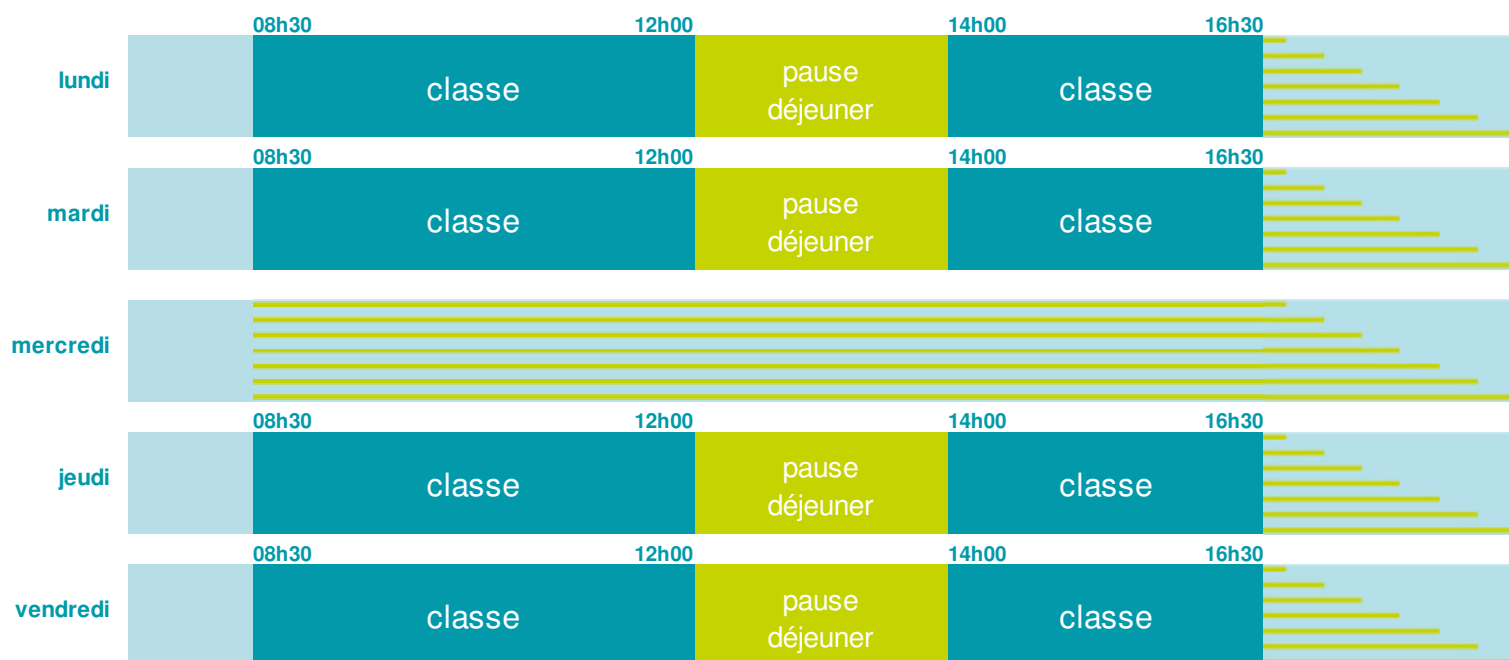 08h30 12h00 14h00 16h30
lundi classe pause déjeuner classe
08h30 12h00 14h00 16h30
mardi classe pause déjeuner classe
mercredi
08h30 12h00 14h00 16h30
jeudi classe pause déjeuner classe
08h30 12h00 14h00 16h30
vendredi classe pause déjeuner classe